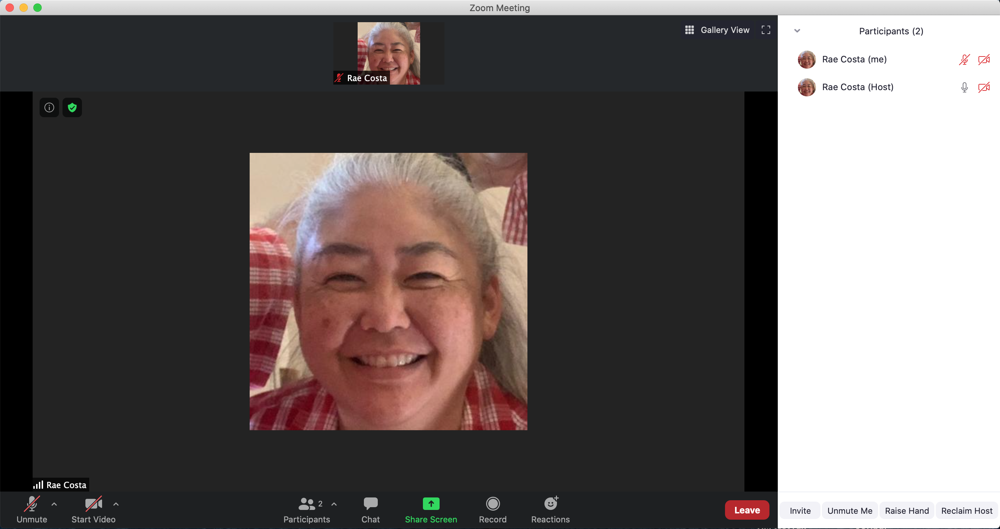 Zoom Meeting
Gallery View
Rae Costa
Participants (2)
Rae Costa (me)
Rae Costa (Host)
Rae Costa
Unmute
Start Video
2
Participants
Chat
Share Screen
Record
Reactions
Leave
Invite
Unmute Me
Raise Hand
Reclaim Host